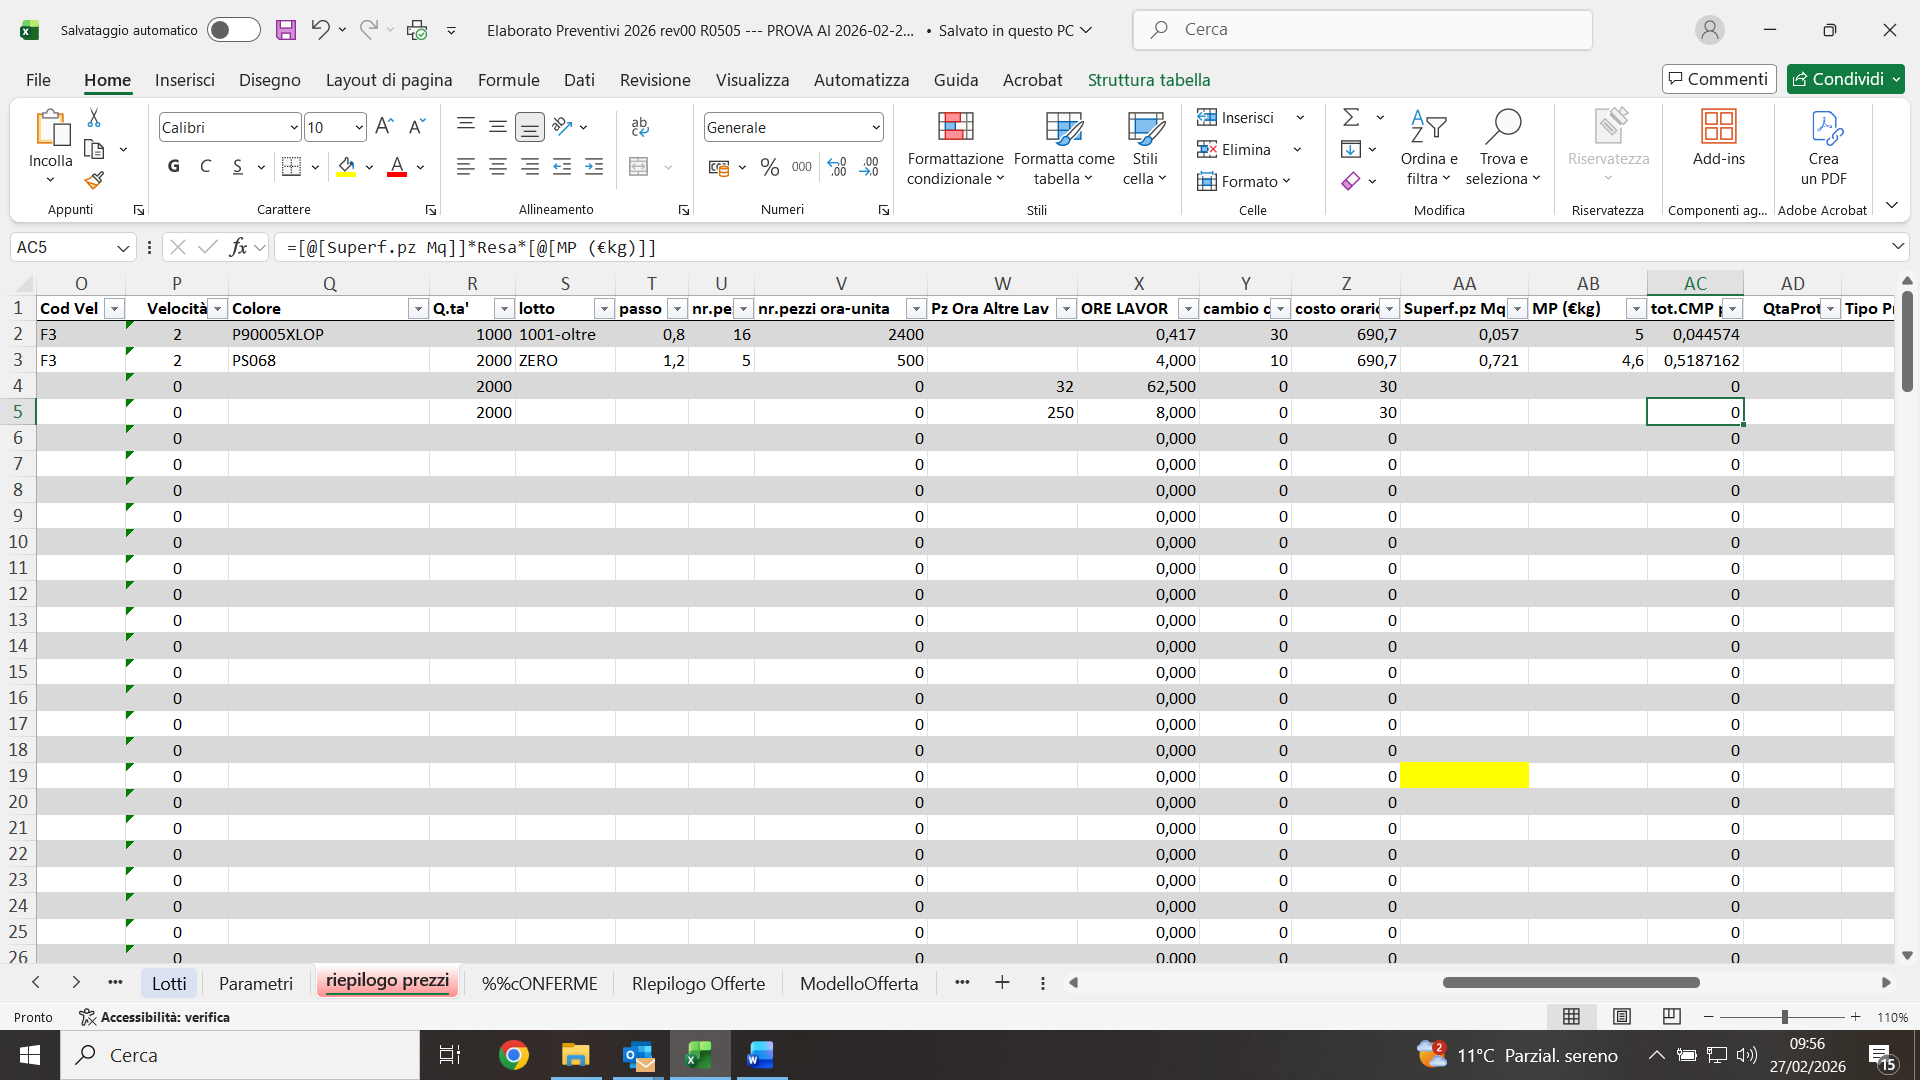 Salvataggio automatico
Elaborato Preventivi 2026 rev00 R0505 --- PROVA AI 2026-02-2... • Salvato in questo PC
Cerca
File Home Inserisci Disegno Layout di pagina Formule Dati Revisione Visualizza Automatizza Guida Acrobat Struttura tabella
Commenti Condividi
Incolla
Calibri 10
G C S
Generale
% 000
Formattazione condizionale
Formatta come tabella
Stili cella
Inserisci
Elimina
Formato
Ordina e filtra
Trova e seleziona
Riservatezza
Add-ins
Crea un PDF
Appunti Carattere Allineamento Numeri Stili Celle Modifica Riservatezza Componenti ag... Adobe Acrobat
AC5 fx =[@[Superf.pz Mq]]*Resa*[@[MP (€kg)]]
O P Q R S T U V W X Y Z AA AB AC AD
1 Cod Vel Velocità Colore Q.ta' lotto passo nr.pe nr.pezzi ora-unita Pz Ora Altre Lav ORE LAVOR cambio c costo orario Superf.pz Mq MP (€kg) tot.CMP p QtaProt Tipo Pr
2 F3 2 P90005XLOP 1000 1001-oltre 0,8 16 2400 0,417 30 690,7 0,057 5 0,044574
3 F3 2 PS068 2000 ZERO 1,2 5 500 4,000 10 690,7 0,721 4,6 0,5187162
4 0 2000 0 32 62,500 0 30 0
5 0 2000 0 250 8,000 0 30 0
6 0 0 0,000 0 0 0
7 0 0 0,000 0 0 0
8 0 0 0,000 0 0 0
9 0 0 0,000 0 0 0
10 0 0 0,000 0 0 0
11 0 0 0,000 0 0 0
12 0 0 0,000 0 0 0
13 0 0 0,000 0 0 0
14 0 0 0,000 0 0 0
15 0 0 0,000 0 0 0
16 0 0 0,000 0 0 0
17 0 0 0,000 0 0 0
18 0 0 0,000 0 0 0
19 0 0 0,000 0 0 0
20 0 0 0,000 0 0 0
21 0 0 0,000 0 0 0
22 0 0 0,000 0 0 0
23 0 0 0,000 0 0 0
24 0 0 0,000 0 0 0
25 0 0 0,000 0 0 0
26 0 0 0,000 0 0 0
Lotti Parametri riepilogo prezzi %%cONFERME RIepilogo Offerte ModelloOfferta
Pronto Accessibilità: verifica 110%
Cerca
2
11°C Parzial. sereno
09:56
27/02/2026
15